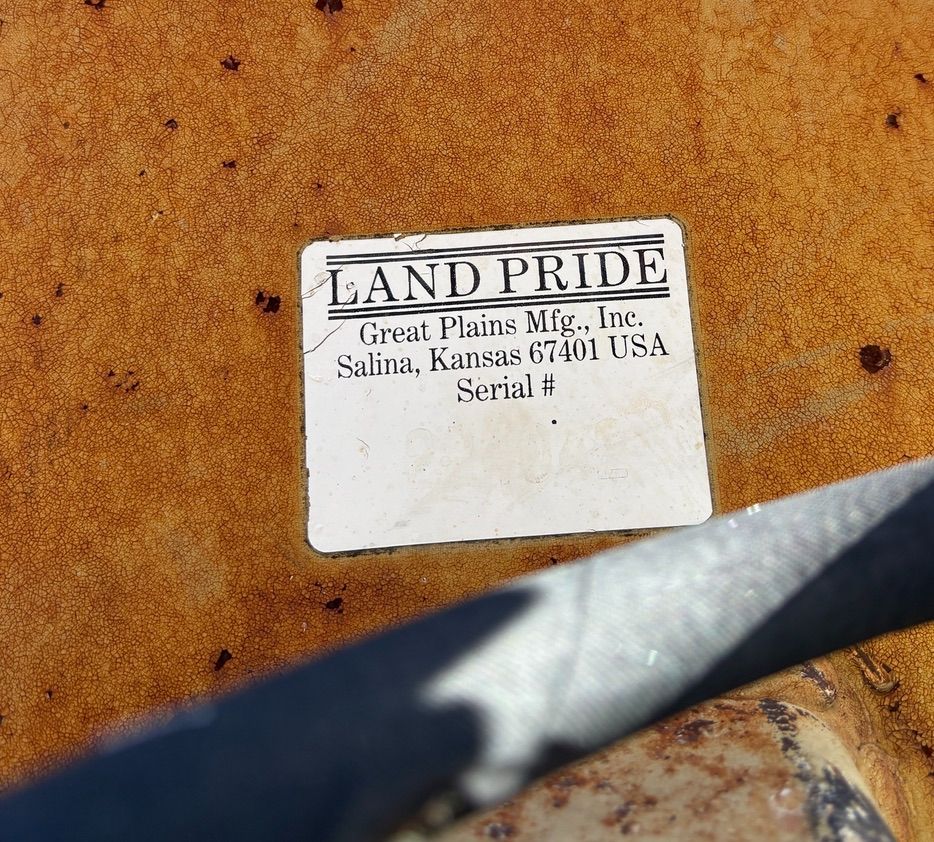 LAND PRIDE
Great Plains Mfg., Inc.
Salina, Kansas 67401 USA
Serial #